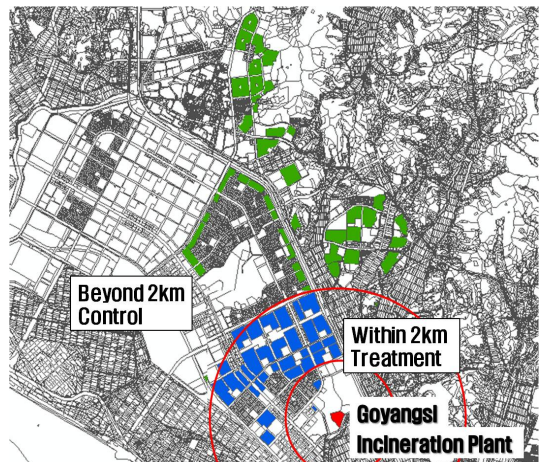 Beyond 2km
Control
Within 2km
Treatment
Goyangsi
Incineration Plant